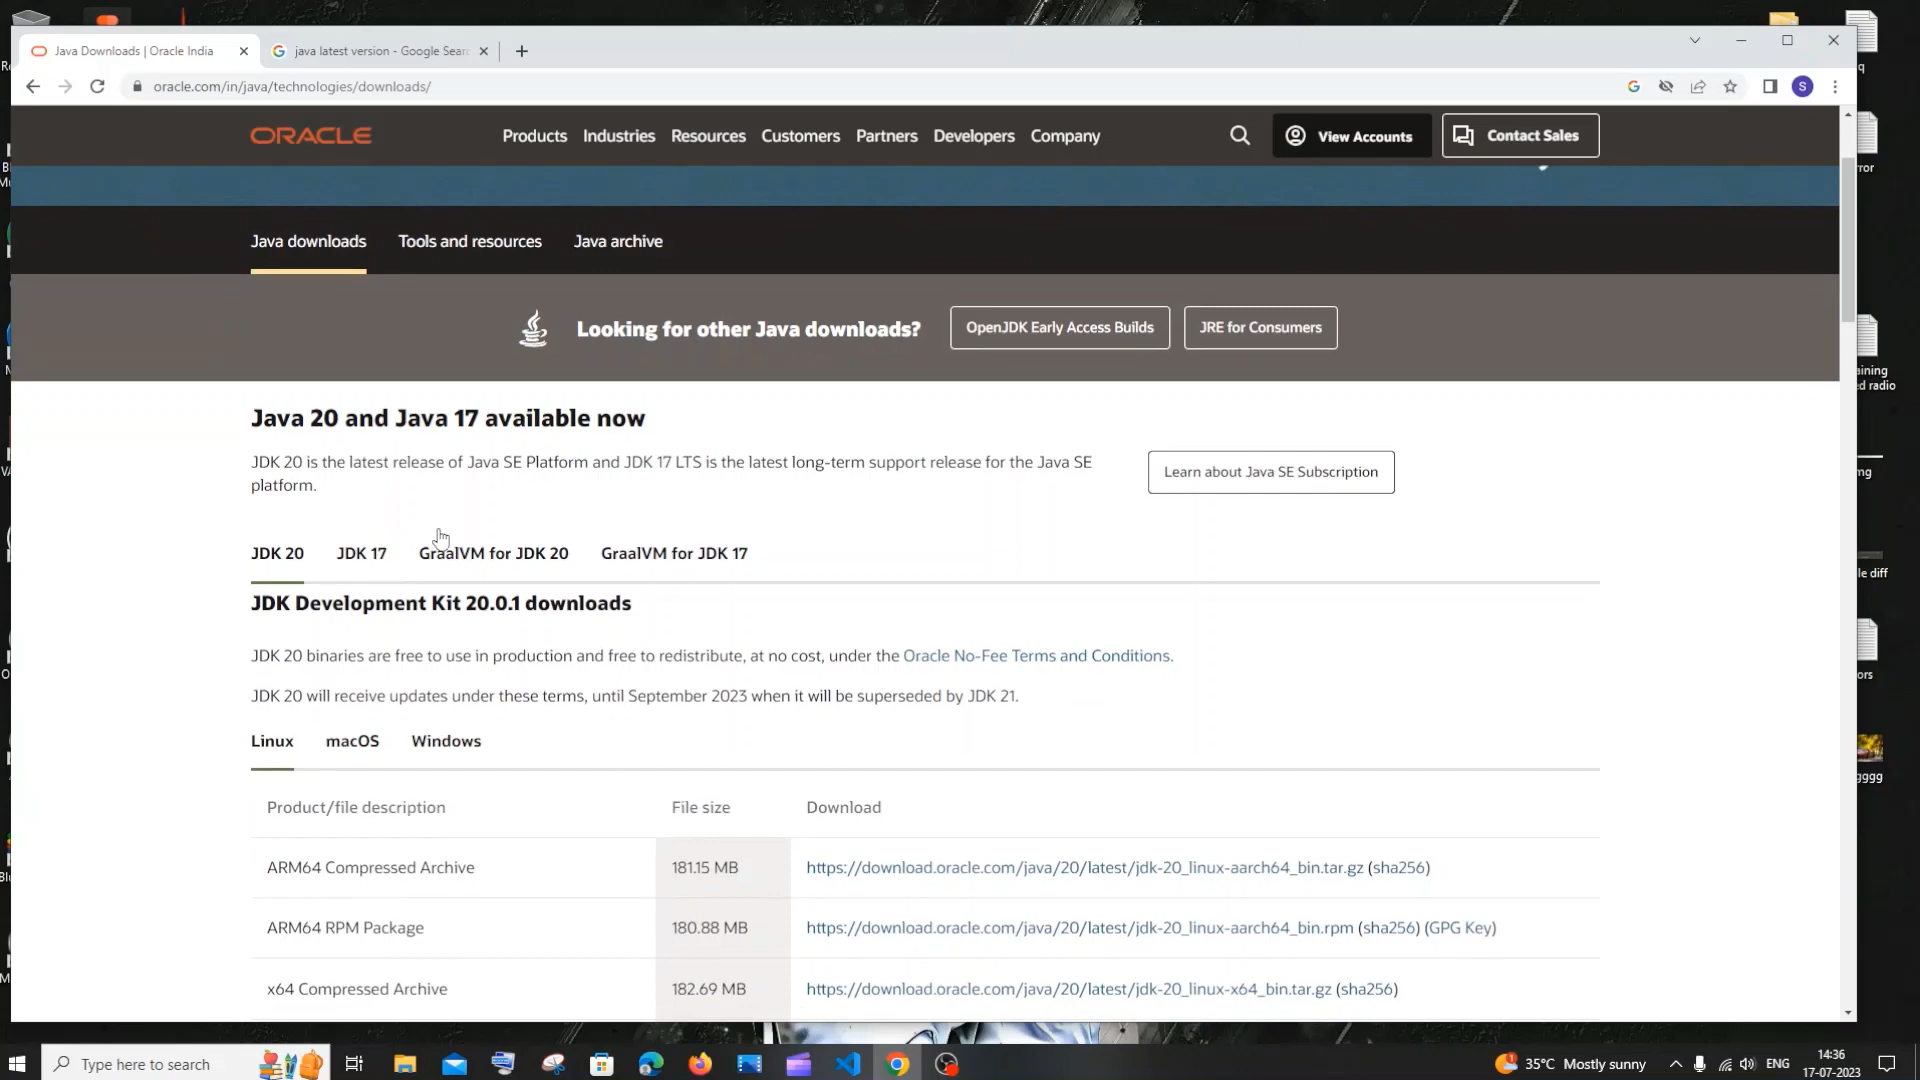 Java Downloads | Oracle India
java latest version - Google Sear
oracle.com/in/java/technologies/downloads/
S
ORACLE
Products
Industries
Resources
Customers
Partners
Developers
Company
View Accounts
Contact Sales
Java downloads
Tools and resources
Java archive
Looking for other Java downloads?
OpenJDK Early Access Builds
JRE for Consumers
Java 20 and Java 17 available now
JDK 20 is the latest release of Java SE Platform and JDK 17 LTS is the latest long-term support release for the Java SE
platform.
Learn about Java SE Subscription
JDK 20
JDK 17
GraalVM for JDK 20
GraalVM for JDK 17
JDK Development Kit 20.0.1 downloads
JDK 20 binaries are free to use in production and free to redistribute, at no cost, under the Oracle No-Fee Terms and Conditions.
JDK 20 will receive updates under these terms, until September 2023 when it will be superseded by JDK 21.
Linux
macOS
Windows
Product/file description
File size
Download
ARM64 Compressed Archive
181.15 MB
https://download.oracle.com/java/20/latest/jdk-20_linux-aarch64_bin.tar.gz (sha256)
ARM64 RPM Package
180.88 MB
https://download.oracle.com/java/20/latest/jdk-20_linux-aarch64_bin.rpm (sha256) (GPG Key)
x64 Compressed Archive
182.69 MB
https://download.oracle.com/java/20/latest/jdk-20_linux-x64_bin.tar.gz (sha256)
q
ror
aining
ed radio
mg
le diff
ors
gggg
Type here to search
35°C Mostly sunny
ENG
14:36
17-07-2023